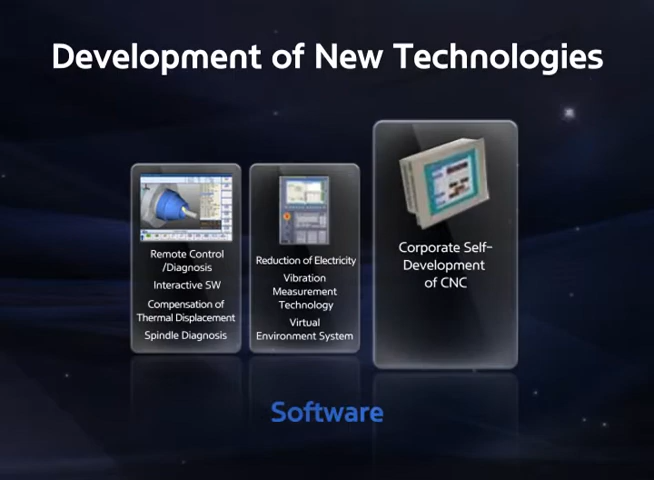 Development of New Technologies
Remote Control
/Diagnosis
Interactive SW
Compensation of
Thermal Displacement
Spindle Diagnosis
Reduction of Electricity
Vibration
Measurement
Technology
Virtual
Environment System
Corporate Self-
Development
of CNC
Software